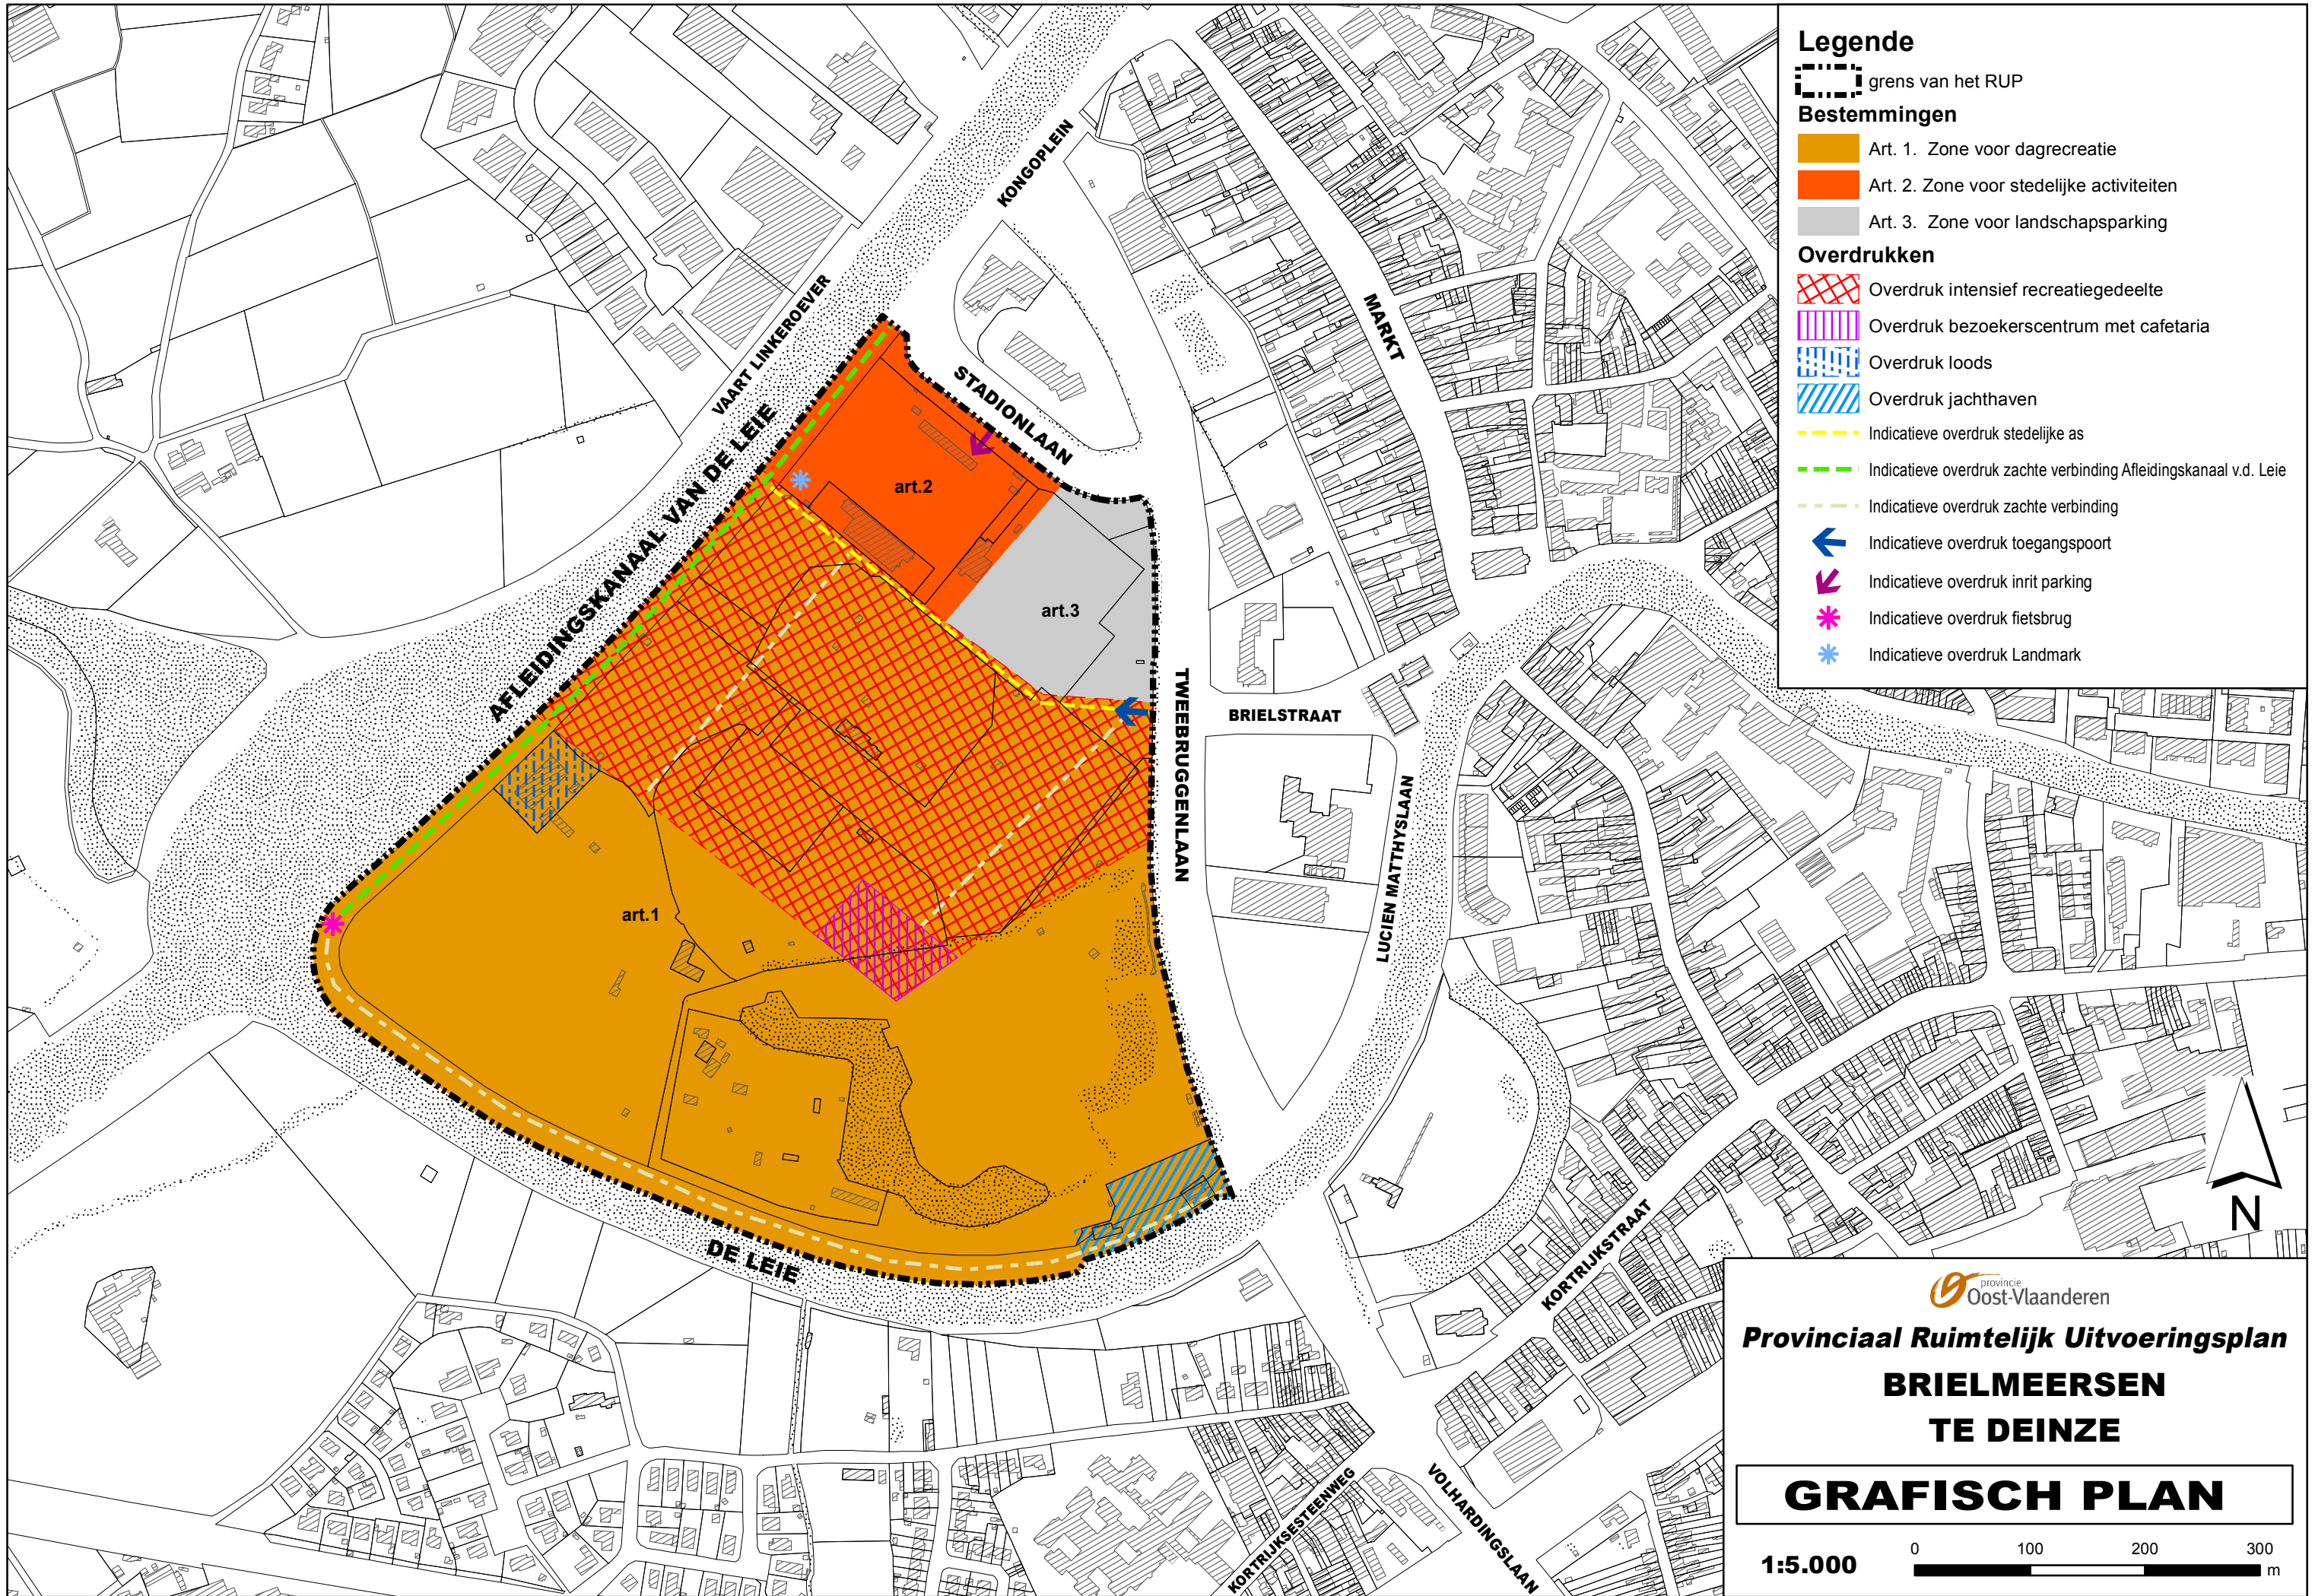 Legende
grens van het RUP
Bestemmingen
Art. 1. Zone voor dagrecreatie
Art. 2. Zone voor stedelijke activiteiten
Art. 3. Zone voor landschapsparking
Overdrukken
Overdruk intensief recreatiegedeelte
Overdruk bezoekerscentrum met cafetaria
Overdruk loods
Overdruk jachthaven
Indicatieve overdruk stedelijke as
Indicatieve overdruk zachte verbinding Afleidingskanaal v.d. Leie
Indicatieve overdruk zachte verbinding
Indicatieve overdruk toegangspoort
Indicatieve overdruk inrit parking
Indicatieve overdruk fietsbrug
Indicatieve overdruk Landmark
KONGOPLEIN
VAART LINKEROEVER
MARKT
STADIONLAAN
AFLEIDINGSKANAAL VAN DE LEIE
art.2
art.3
TWEEBRUGGENLAAN
BRIELSTRAAT
LUCIEN MATTHYSLAAN
art.1
DE LEIE
KORTRIJKSTRAAT
KORTRIJKSESTEENWEG
VOLHARDINGSLAAN
N
provincie
Oost-Vlaanderen
Provinciaal Ruimtelijk Uitvoeringsplan
BRIELMEERSEN
TE DEINZE
GRAFISCH PLAN
1:5.000
0 100 200 300
m